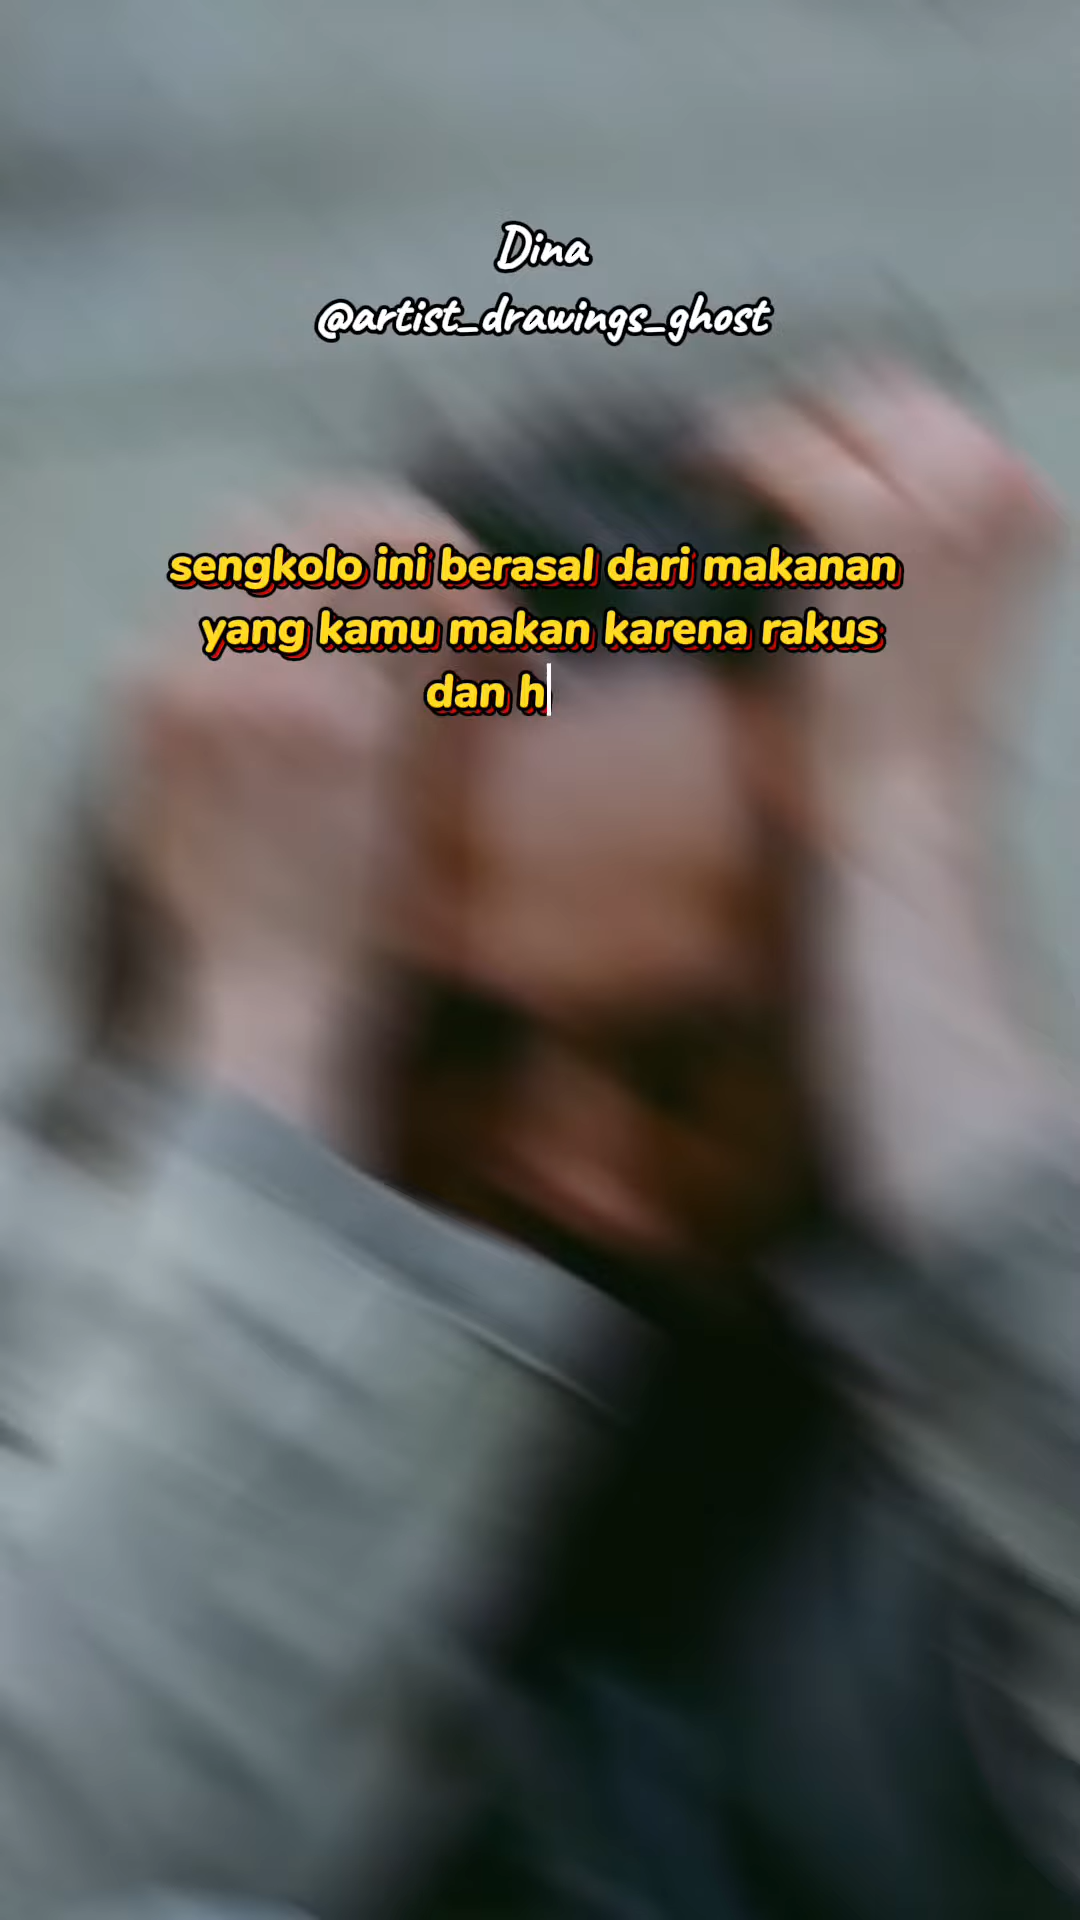 Dina
@artist_drawings_ghost
sengkolo ini berasal dari makanan
yang kamu makan karena rakus
dan h